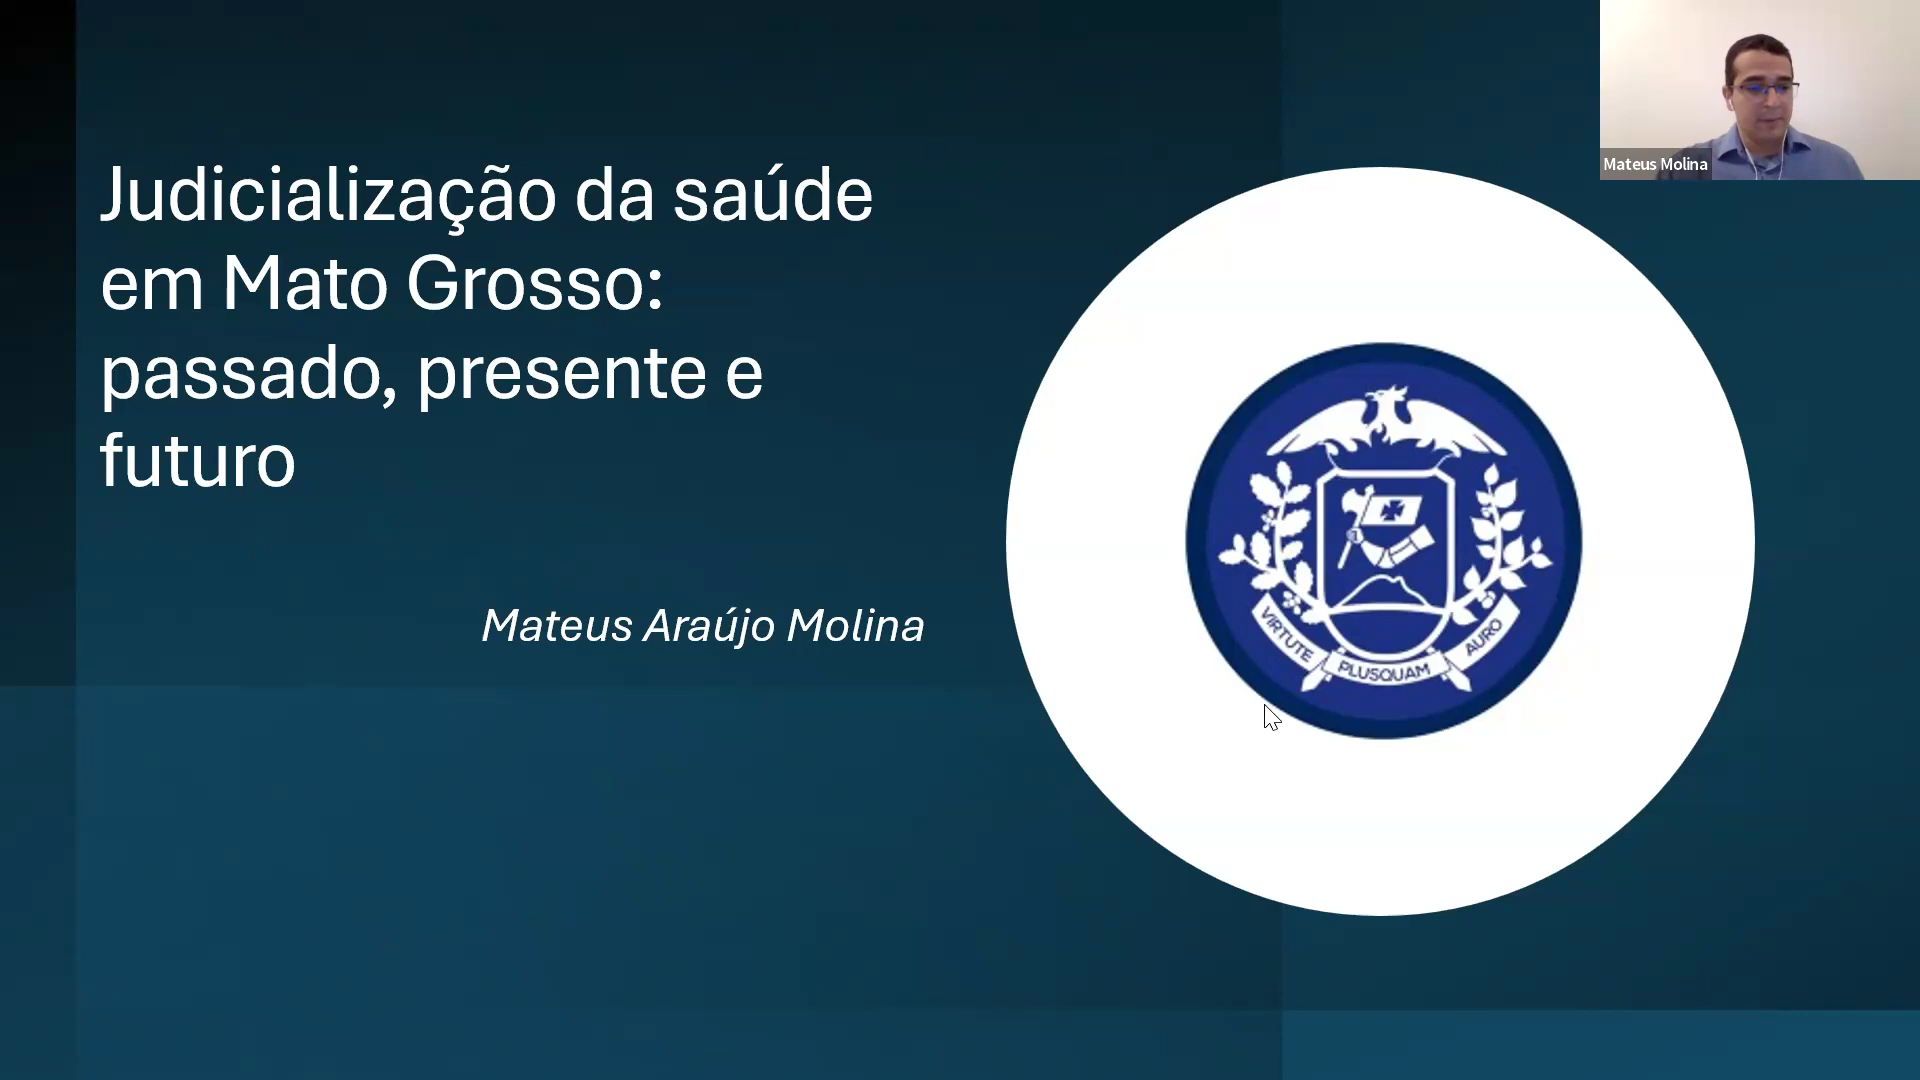 Judicialização da saúde
em Mato Grosso:
passado, presente e
futuro
Mateus Araújo Molina
Mateus Molina
VIRTUTE PLUSQUAM AURO